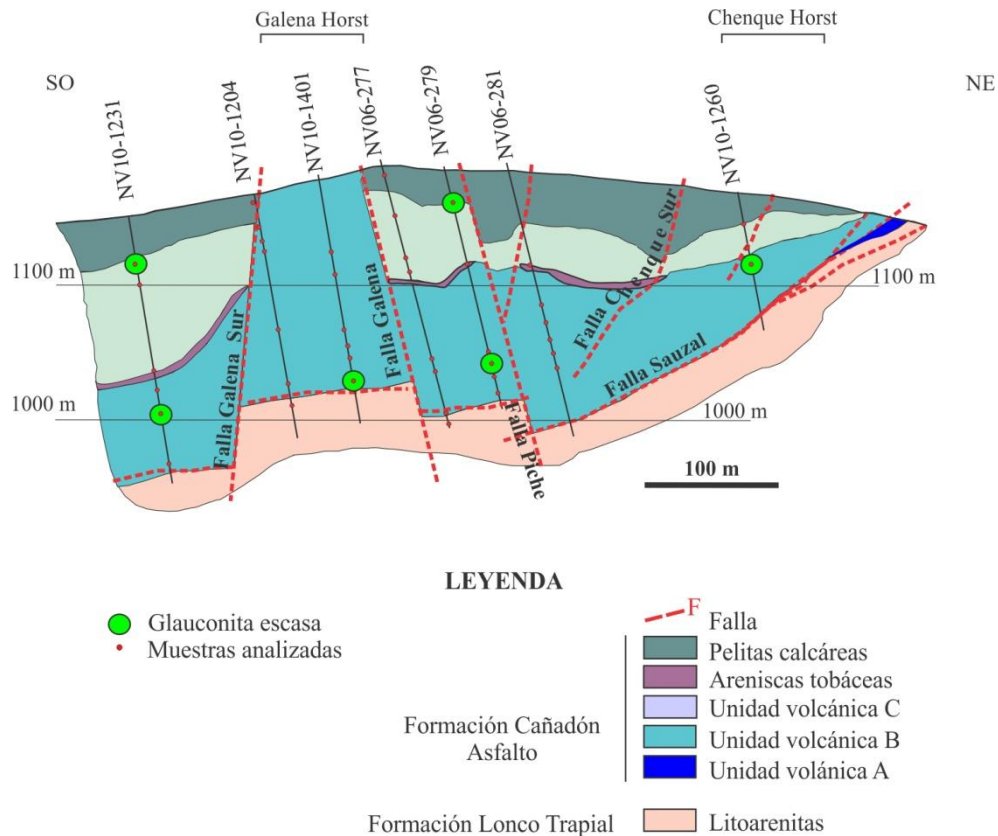 Galena Horst
Chenque Horst
SO
NE
NV10-1231
NV10-1204
NV10-1401
NV06-277
NV06-279
NV06-281
NV10-1260
1100 m
1100 m
1000 m
1000 m
Falla Galena Sur
Falla Galena
Falla Piche
Falla Chenque Sur
Falla Sauzal
100 m
LEYENDA
Glauconita escasa
Muestras analizadas
F
Falla
Pelitas calcáreas
Areniscas tobáceas
Unidad volcánica C
Unidad volcánica B
Unidad volánica A
Formación Cañadón
Asfalto
Formación Lonco Trapial
Litoarenitas